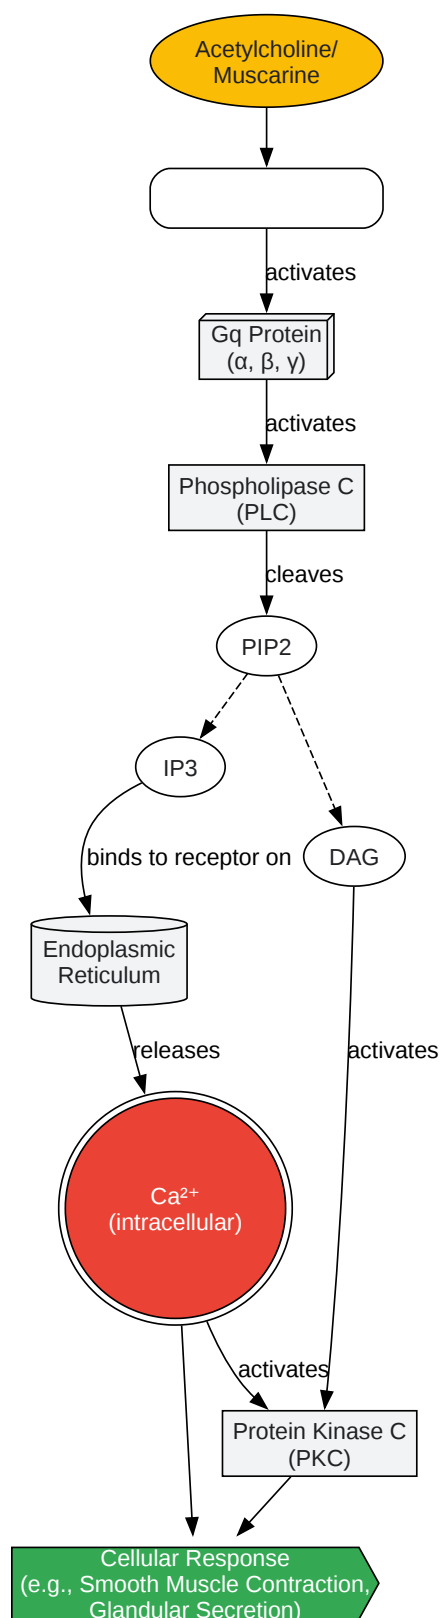 Acetylcholine/
Muscarine
activates
Gq Protein
(α, β, γ)
activates
Phospholipase C
(PLC)
cleaves
PIP2
IP3
binds to receptor on
DAG
Endoplasmic
Reticulum
releases
activates
Ca²⁺
(intracellular)
activates
Protein Kinase C
(PKC)
Cellular Response
(e.g., Smooth Muscle Contraction,
Glandular Secretion)